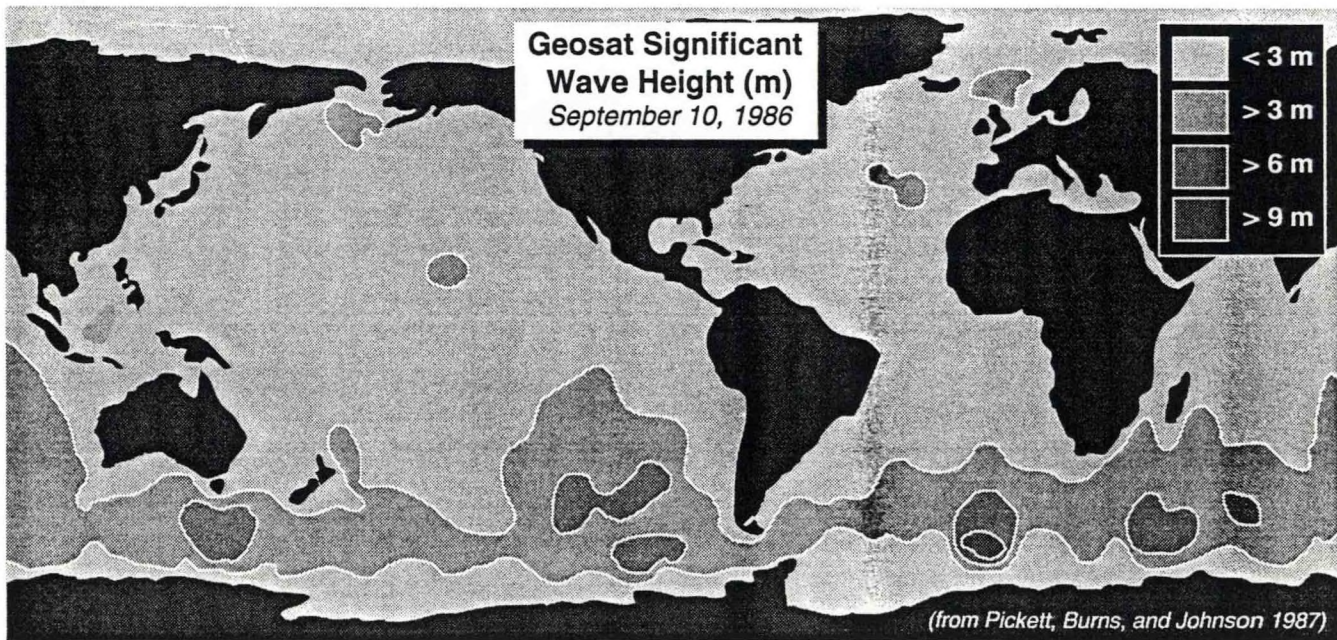 Geosat Significant
Wave Height (m)
September 10, 1986
< 3 m
> 3 m
> 6 m
> 9 m
(from Pickett, Burns, and Johnson 1987)